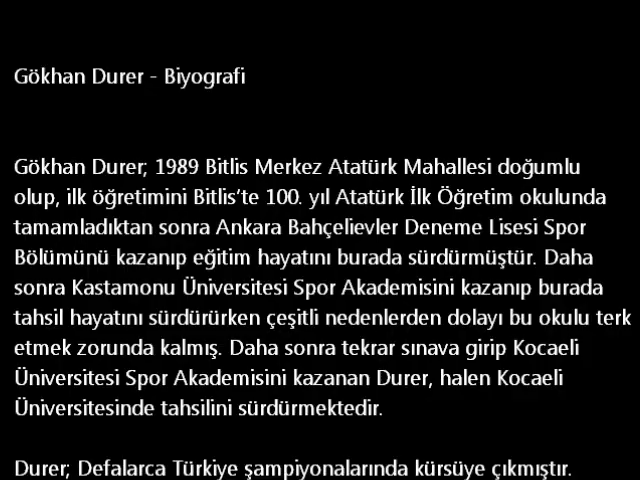 Gökhan Durer - Biyografi
Gökhan Durer; 1989 Bitlis Merkez Atatürk Mahallesi doğumlu
olup, ilk öğretimini Bitlis’te 100. yıl Atatürk İlk Öğretim okulunda
tamamladıktan sonra Ankara Bahçelievler Deneme Lisesi Spor
Bölümünü kazanıp eğitim hayatını burada sürdürmüştür. Daha
sonra Kastamonu Üniversitesi Spor Akademisini kazanıp burada
tahsil hayatını sürdürürken çeşitli nedenlerden dolayı bu okulu terk
etmek zorunda kalmış. Daha sonra tekrar sınava girip Kocaeli
Üniversitesi Spor Akademisini kazanan Durer, halen Kocaeli
Üniversitesinde tahsilini sürdürmektedir.
Durer; Defalarca Türkiye şampiyonalarında kürsüye çıkmıştır.